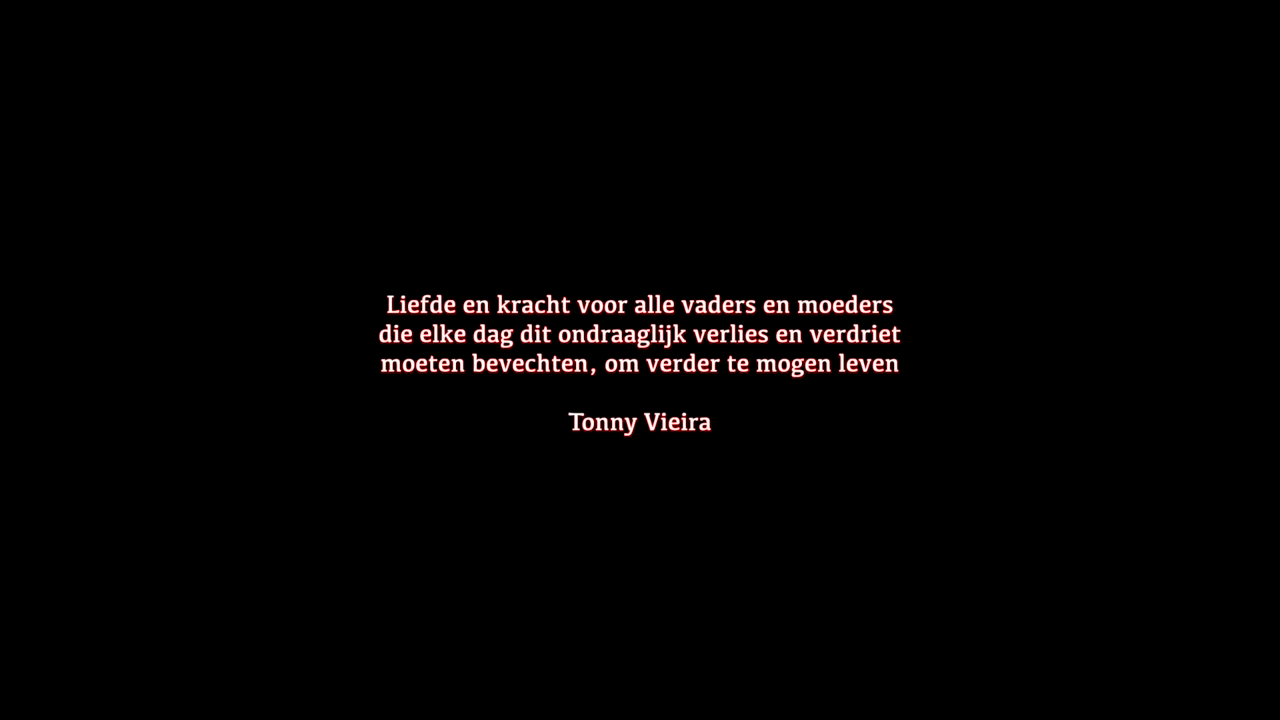 Liefde en kracht voor alle vaders en moeders
die elke dag dit ondraaglijk verlies en verdriet
moeten bevechten, om verder te mogen leven
Tonny Vieira